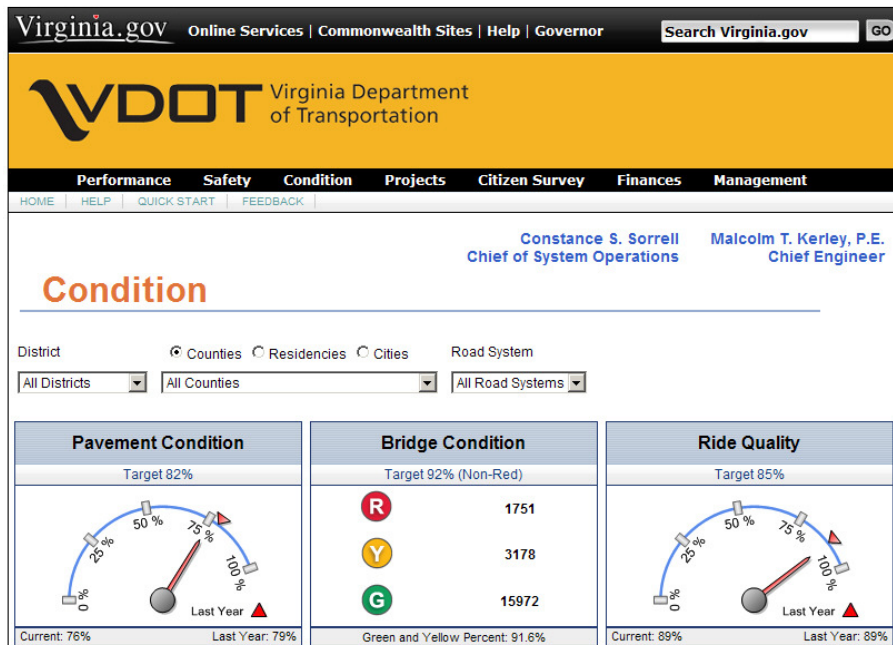 Virginia.gov Online Services | Commonwealth Sites | Help | Governor Search Virginia.gov GO
VDOT Virginia Department
of Transportation
Performance Safety Condition Projects Citizen Survey Finances Management
HOME HELP QUICK START FEEDBACK
Constance S. Sorrell Malcolm T. Kerley, P.E.
Chief of System Operations Chief Engineer
Condition
District Counties Residencies Cities Road System
All Districts All Counties All Road Systems
Pavement Condition Bridge Condition Ride Quality
Target 82% Target 92% (Non-Red) Target 85%
0 % 25 % 50 % 75 % 100 % R 1751 0 % 25 % 50 % 75 % 100 %
Y 3178
Last Year G 15972 Last Year
Current: 76% Last Year: 79% Green and Yellow Percent: 91.6% Current: 89% Last Year: 89%